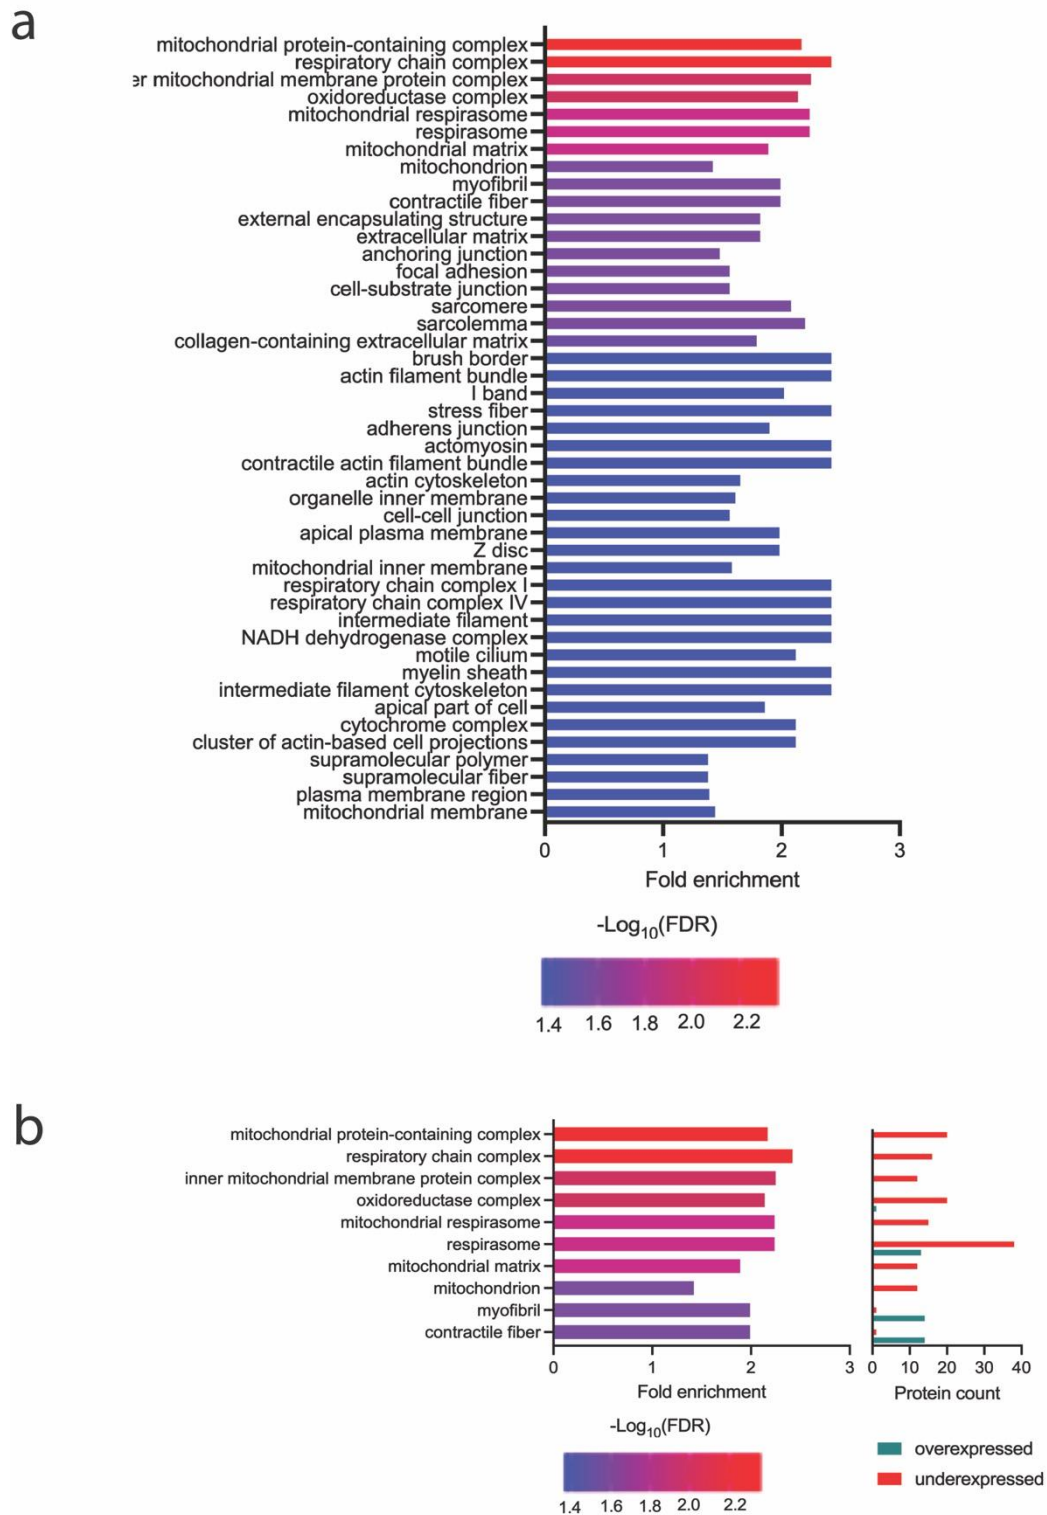 a
mitochondrial protein-containing complex
respiratory chain complex
er mitochondrial membrane protein complex
oxidoreductase complex
mitochondrial respirasome
respirasome
mitochondrial matrix
mitochondrion
myofibril
contractile fiber
external encapsulating structure
extracellular matrix
anchoring junction
focal adhesion
cell-substrate junction
sarcomere
sarcolemma
collagen-containing extracellular matrix
brush border
actin filament bundle
I band
stress fiber
adherens junction
actomyosin
contractile actin filament bundle
actin cytoskeleton
organelle inner membrane
cell-cell junction
apical plasma membrane
Z disc
mitochondrial inner membrane
respiratory chain complex I
respiratory chain complex IV
intermediate filament
NADH dehydrogenase complex
motile cilium
myelin sheath
intermediate filament cytoskeleton
apical part of cell
cytochrome complex
cluster of actin-based cell projections
supramolecular polymer
supramolecular fiber
plasma membrane region
mitochondrial membrane
0 1 2 3
Fold enrichment
-Log10(FDR)
1.4 1.6 1.8 2.0 2.2
b
mitochondrial protein-containing complex
respiratory chain complex
inner mitochondrial membrane protein complex
oxidoreductase complex
mitochondrial respirasome
respirasome
mitochondrial matrix
mitochondrion
myofibril
contractile fiber
0 1 2 3 0 10 20 30 40
Fold enrichment Protein count
-Log10(FDR)
1.4 1.6 1.8 2.0 2.2
overexpressed
underexpressed